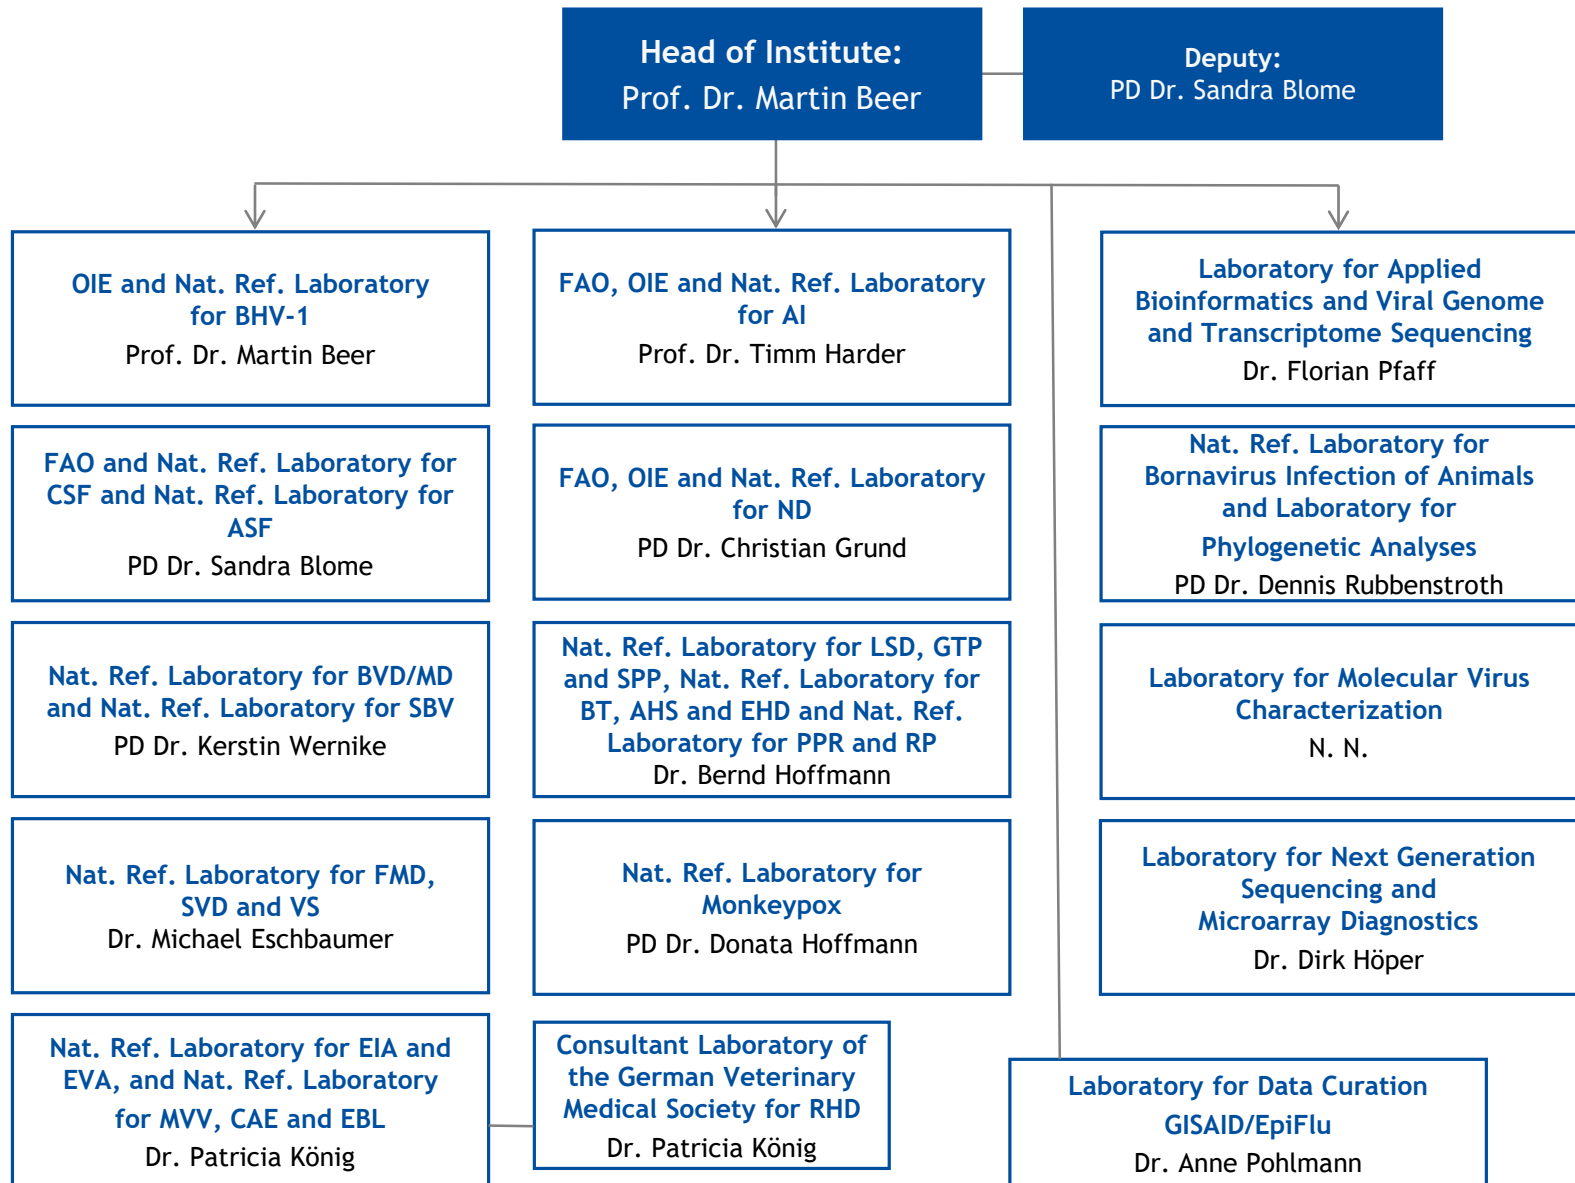 Head of Institute:
Prof. Dr. Martin Beer
Deputy:
PD Dr. Sandra Blome
OIE and Nat. Ref. Laboratory
for BHV-1
Prof. Dr. Martin Beer
FAO and Nat. Ref. Laboratory for
CSF and Nat. Ref. Laboratory for
ASF
PD Dr. Sandra Blome
Nat. Ref. Laboratory for BVD/MD
and Nat. Ref. Laboratory for SBV
PD Dr. Kerstin Wernike
Nat. Ref. Laboratory for FMD,
SVD and VS
Dr. Michael Eschbaumer
Nat. Ref. Laboratory for EIA and
EVA, and Nat. Ref. Laboratory
for MVV, CAE and EBL
Dr. Patricia König
FAO, OIE and Nat. Ref. Laboratory
for AI
Prof. Dr. Timm Harder
FAO, OIE and Nat. Ref. Laboratory
for ND
PD Dr. Christian Grund
Nat. Ref. Laboratory for LSD, GTP
and SPP, Nat. Ref. Laboratory for
BT, AHS and EHD and Nat. Ref.
Laboratory for PPR and RP
Dr. Bernd Hoffmann
Nat. Ref. Laboratory for
Monkeypox
PD Dr. Donata Hoffmann
Consultant Laboratory of
the German Veterinary
Medical Society for RHD
Dr. Patricia König
Laboratory for Applied
Bioinformatics and Viral Genome
and Transcriptome Sequencing
Dr. Florian Pfaff
Nat. Ref. Laboratory for
Bornavirus Infection of Animals
and Laboratory for
Phylogenetic Analyses
PD Dr. Dennis Rubbenstroth
Laboratory for Molecular Virus
Characterization
N. N.
Laboratory for Next Generation
Sequencing and
Microarray Diagnostics
Dr. Dirk Höper
Laboratory for Data Curation
GISAID/EpiFlu
Dr. Anne Pohlmann